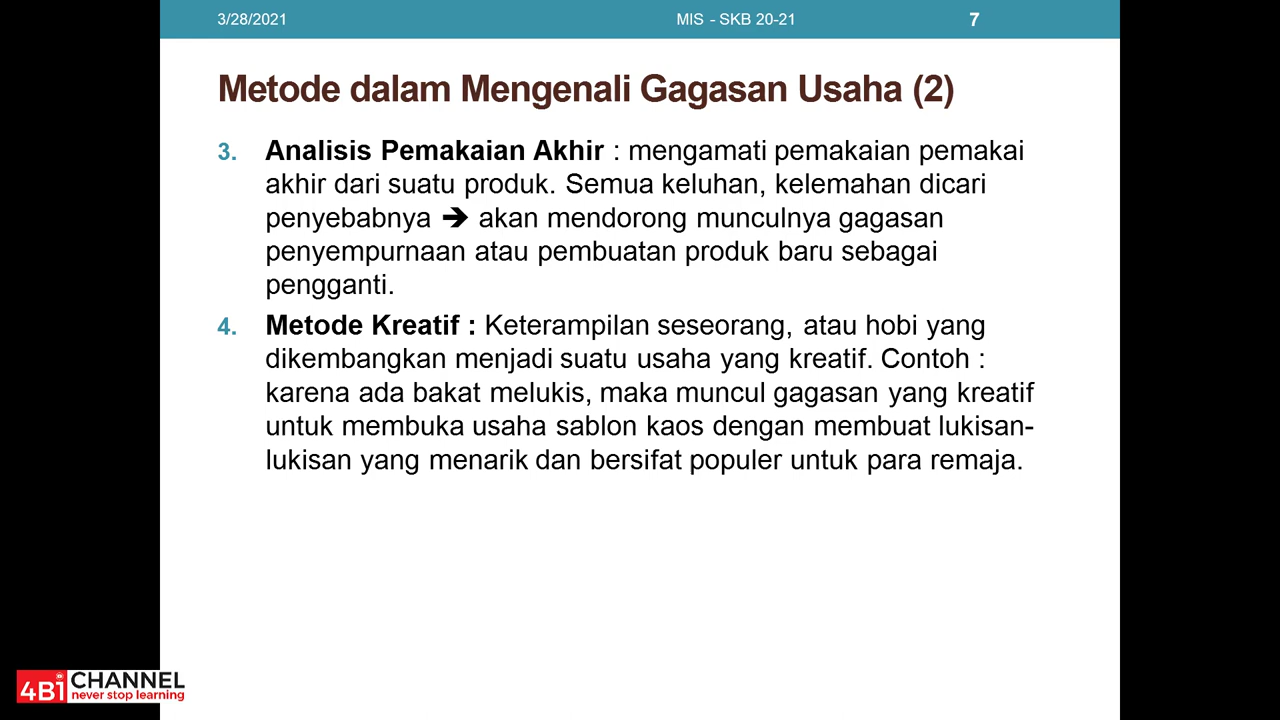 3/28/2021 MIS - SKB 20-21 7
Metode dalam Mengenali Gagasan Usaha (2)
3. Analisis Pemakaian Akhir : mengamati pemakaian pemakai
akhir dari suatu produk. Semua keluhan, kelemahan dicari
penyebabnya ➔ akan mendorong munculnya gagasan
penyempurnaan atau pembuatan produk baru sebagai
pengganti.
4. Metode Kreatif : Keterampilan seseorang, atau hobi yang
dikembangkan menjadi suatu usaha yang kreatif. Contoh :
karena ada bakat melukis, maka muncul gagasan yang kreatif
untuk membuka usaha sablon kaos dengan membuat lukisan-
lukisan yang menarik dan bersifat populer untuk para remaja.
4Bi CHANNEL
never stop learning